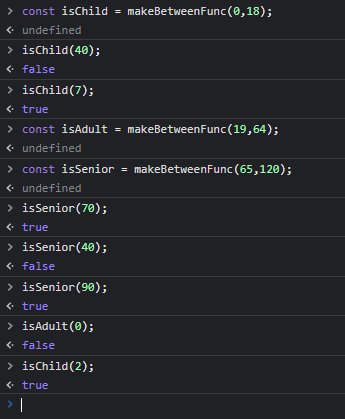 > const isChild = makeBetweenFunc(0,18);
< undefined
> isChild(40);
< false
> isChild(7);
< true
> const isAdult = makeBetweenFunc(19,64);
< undefined
> const isSenior = makeBetweenFunc(65,120);
< undefined
> isSenior(70);
< true
> isSenior(40);
< false
> isSenior(90);
< true
> isAdult(0);
< false
> isChild(2);
< true
>